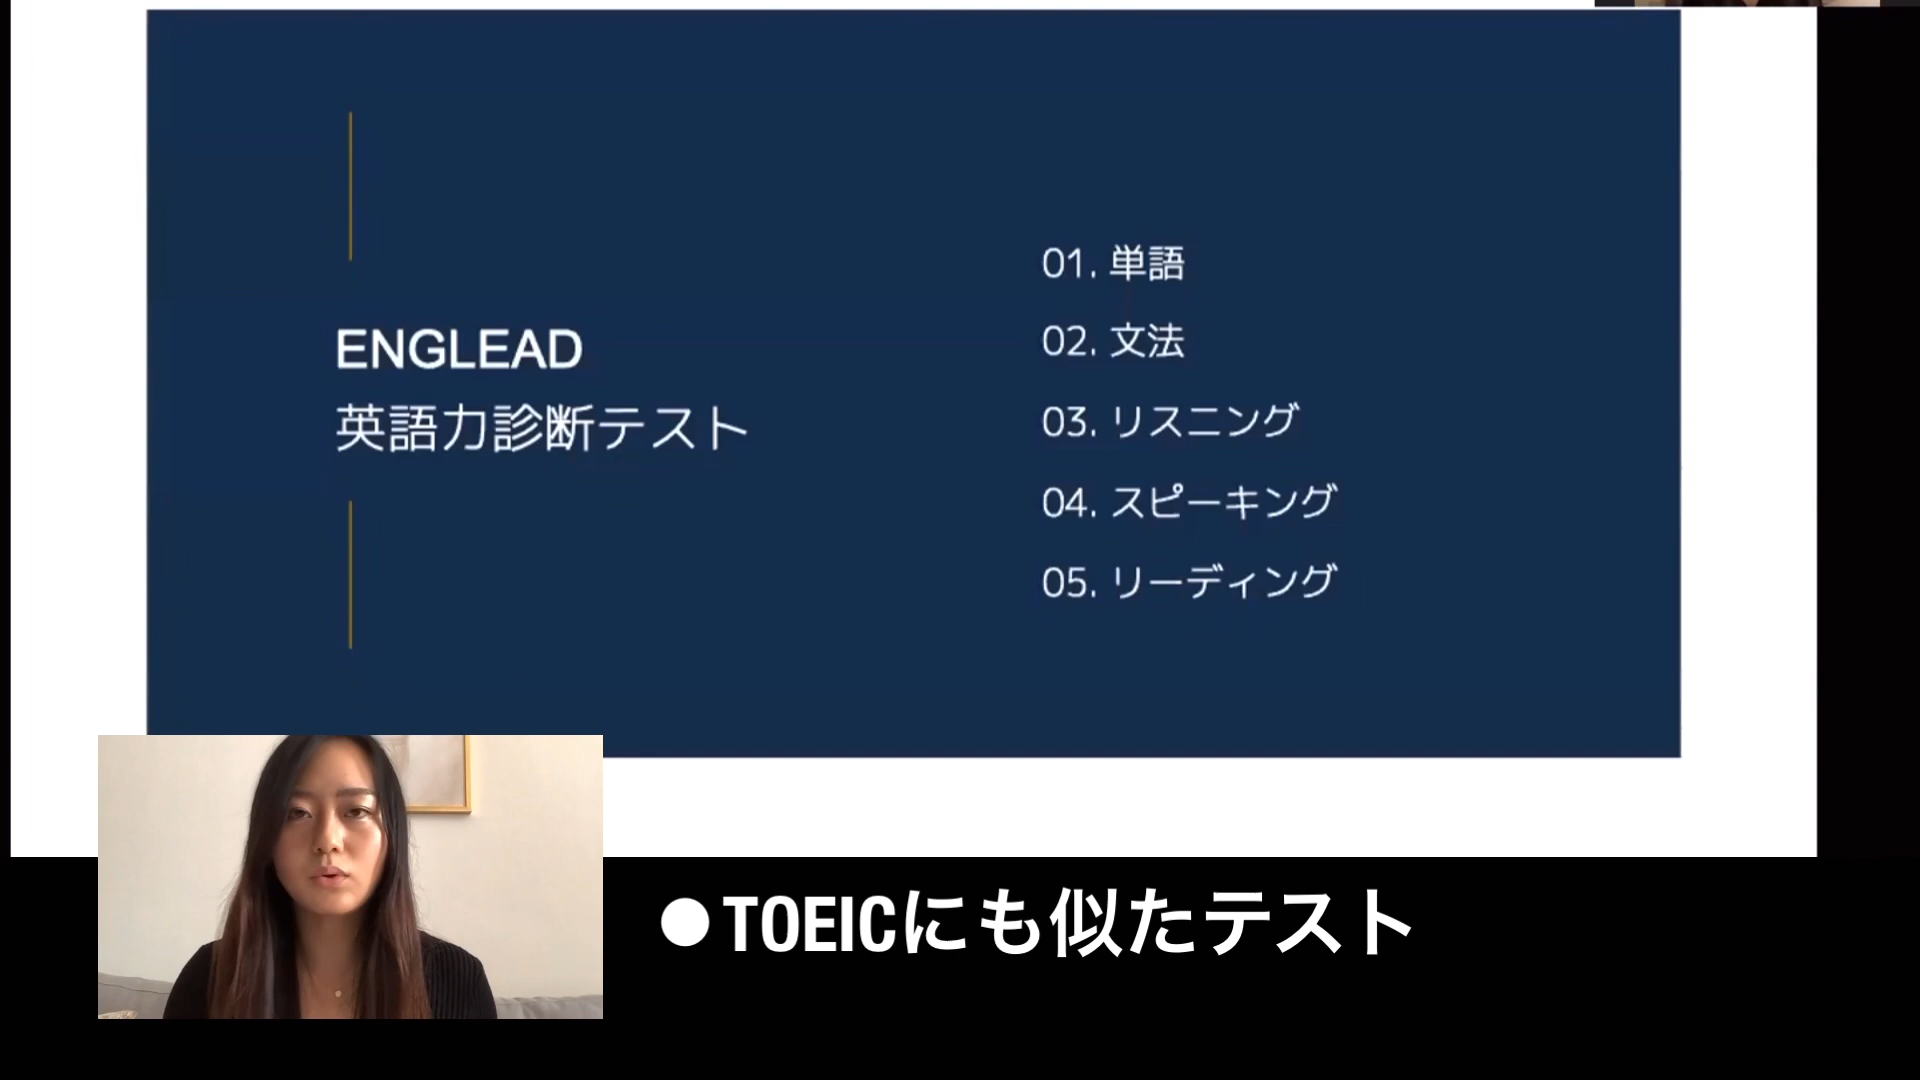 ENGLEAD
英語力診断テスト
01. 単語
02. 文法
03. リスニング
04. スピーキング
05. リーディング
●TOEICにも似たテスト